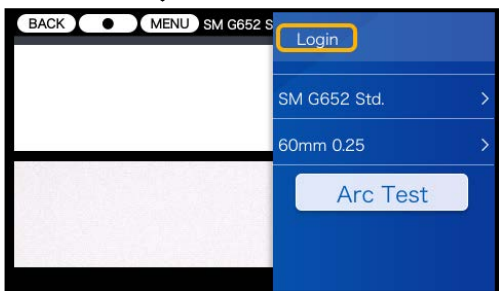 BACK ● MENU SM G652 S
Login
SM G652 Std. >
60mm 0.25 >
Arc Test